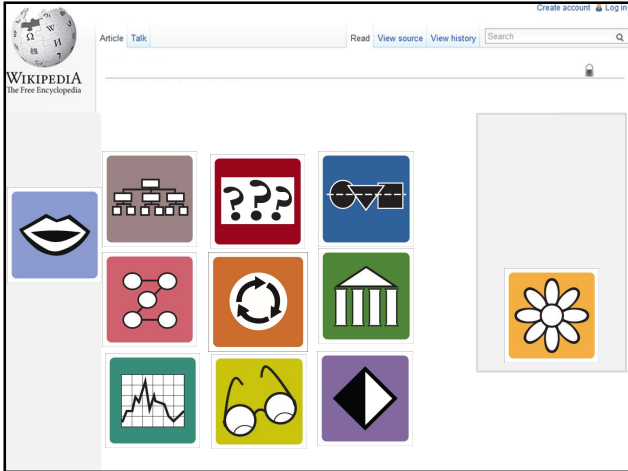 Create account Log in
Article Talk Read View source View history Search
WIKIPEDIA
The Free Encyclopedia
? ? ?